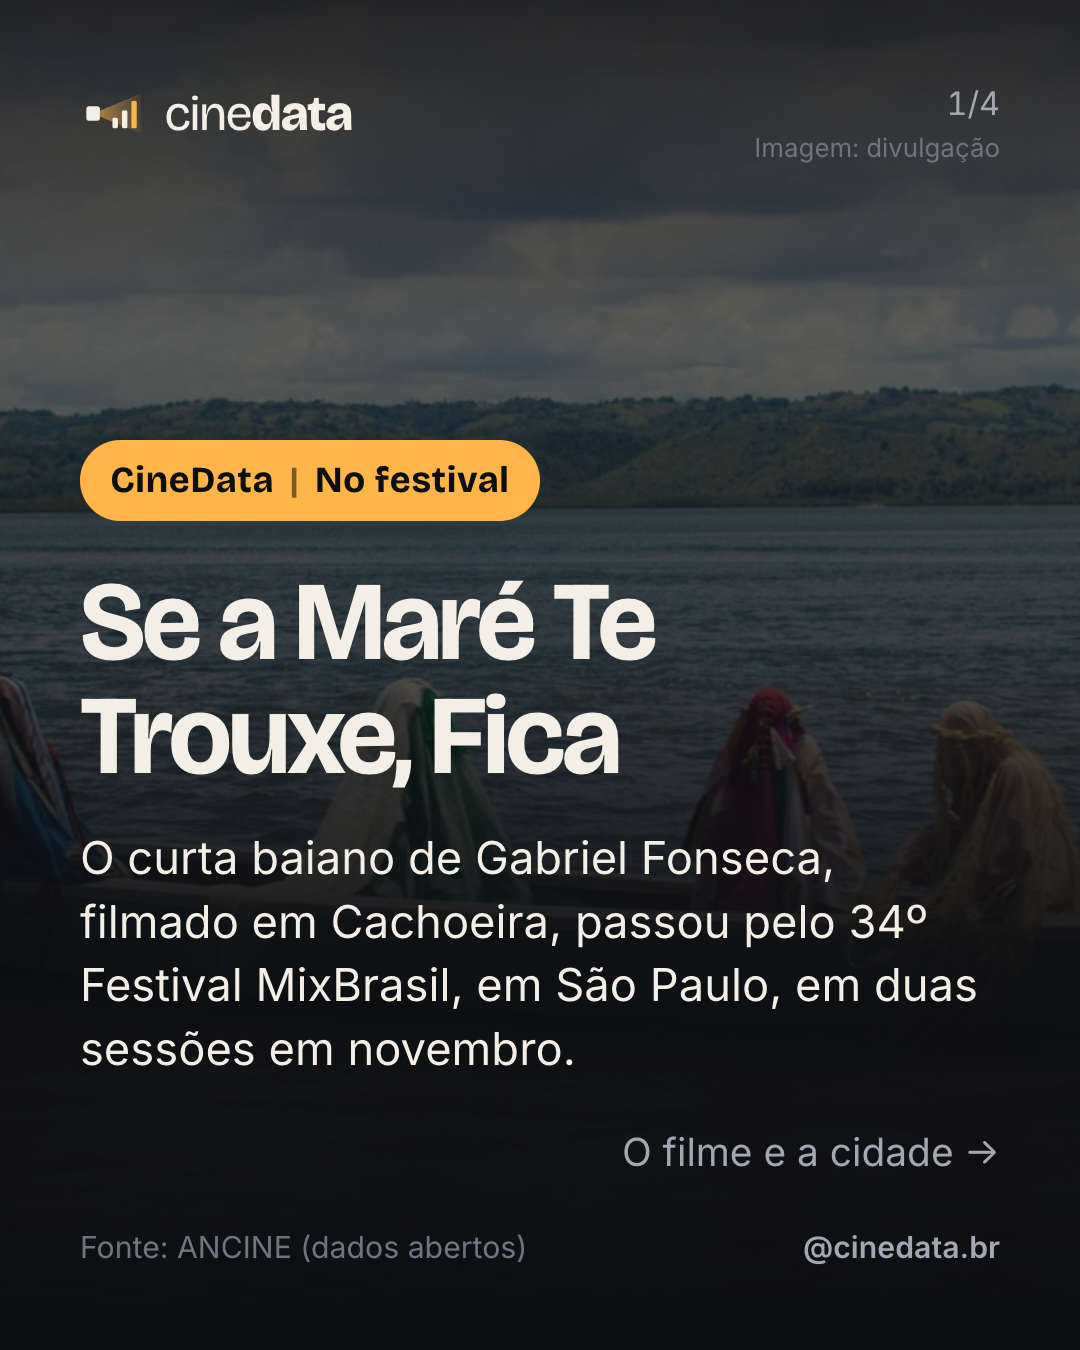 cinedata
1/4
Imagem: divulgação
CineData | No festival
Se a Maré Te
Trouxe, Fica
O curta baiano de Gabriel Fonseca,
filmado em Cachoeira, passou pelo 34º
Festival MixBrasil, em São Paulo, em duas
sessões em novembro.
O filme e a cidade →
Fonte: ANCINE (dados abertos)
@cinedata.br